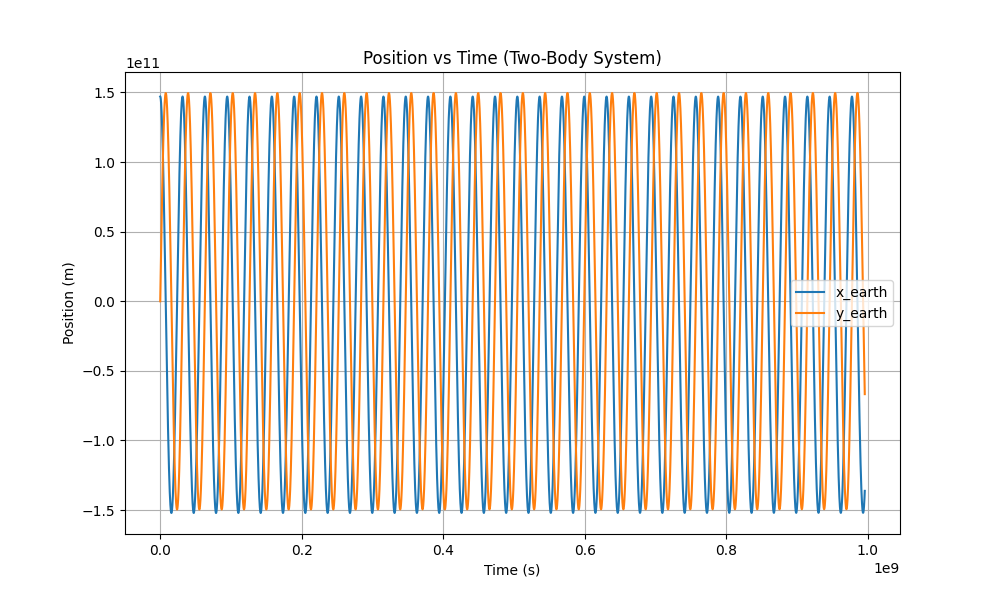 Position vs Time (Two-Body System)
1e11
1.5
1.0
0.5
0.0
−0.5
−1.0
−1.5
Position (m)
x_earth
y_earth
0.0 0.2 0.4 0.6 0.8 1.0
1e9
Time (s)